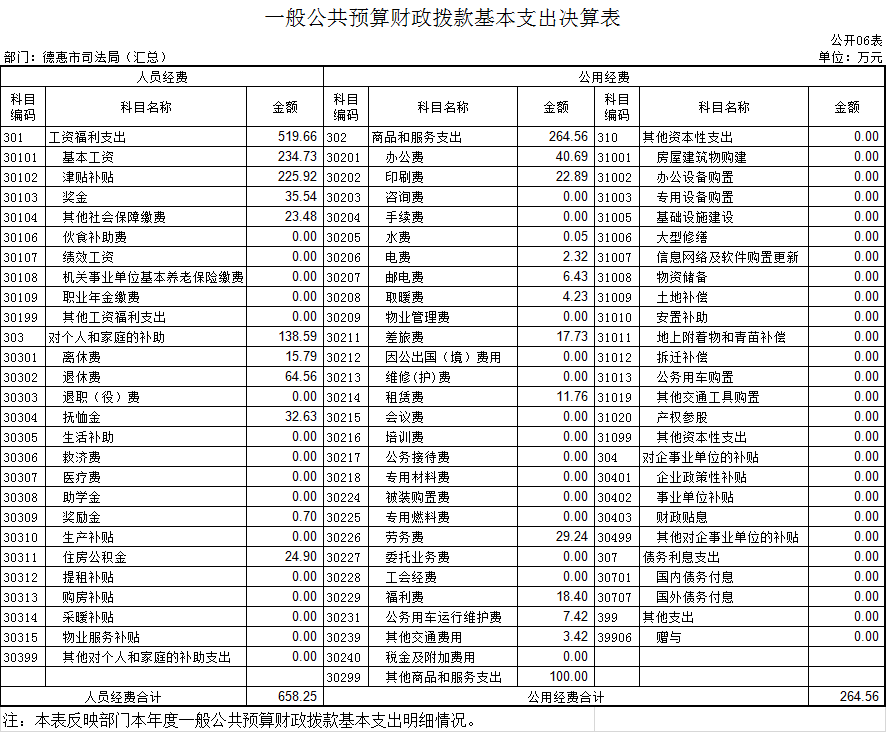 一般公共预算财政拨款基本支出决算表
公开06表
部门：德惠市司法局（汇总） 单位：万元
人员经费 公用经费
科目编码 科目名称 金额 科目编码 科目名称 金额 科目编码 科目名称 金额
301 工资福利支出 519.66 302 商品和服务支出 264.56 310 其他资本性支出 0.00
30101 基本工资 234.73 30201 办公费 40.69 31001 房屋建筑物购建 0.00
30102 津贴补贴 225.92 30202 印刷费 22.89 31002 办公设备购置 0.00
30103 奖金 35.54 30203 咨询费 0.00 31003 专用设备购置 0.00
30104 其他社会保障缴费 23.48 30204 手续费 0.00 31005 基础设施建设 0.00
30106 伙食补助费 0.00 30205 水费 0.05 31006 大型修缮 0.00
30107 绩效工资 0.00 30206 电费 2.32 31007 信息网络及软件购置更新 0.00
30108 机关事业单位基本养老保险缴费 0.00 30207 邮电费 6.43 31008 物资储备 0.00
30109 职业年金缴费 0.00 30208 取暖费 4.23 31009 土地补偿 0.00
30199 其他工资福利支出 0.00 30209 物业管理费 0.00 31010 安置补助 0.00
303 对个人和家庭的补助 138.59 30211 差旅费 17.73 31011 地上附着物和青苗补偿 0.00
30301 离休费 15.79 30212 因公出国（境）费用 0.00 31012 拆迁补偿 0.00
30302 退休费 64.56 30213 维修(护)费 0.00 31013 公务用车购置 0.00
30303 退职（役）费 0.00 30214 租赁费 11.76 31019 其他交通工具购置 0.00
30304 抚恤金 32.63 30215 会议费 0.00 31020 产权参股 0.00
30305 生活补助 0.00 30216 培训费 0.00 31099 其他资本性支出 0.00
30306 救济费 0.00 30217 公务接待费 0.00 304 对企事业单位的补贴 0.00
30307 医疗费 0.00 30218 专用材料费 0.00 30401 企业政策性补贴 0.00
30308 助学金 0.00 30224 被装购置费 0.00 30402 事业单位补贴 0.00
30309 奖励金 0.70 30225 专用燃料费 0.00 30403 财政贴息 0.00
30310 生产补贴 0.00 30226 劳务费 29.24 30499 其他对企事业单位的补贴 0.00
30311 住房公积金 24.90 30227 委托业务费 0.00 307 债务利息支出 0.00
30312 提租补贴 0.00 30228 工会经费 0.00 30701 国内债务付息 0.00
30313 购房补贴 0.00 30229 福利费 18.40 30707 国外债务付息 0.00
30314 采暖补贴 0.00 30231 公务用车运行维护费 7.42 399 其他支出 0.00
30315 物业服务补贴 0.00 30239 其他交通费用 3.42 39906 赠与 0.00
30399 其他对个人和家庭的补助支出 0.00 30240 税金及附加费用 0.00
30299 其他商品和服务支出 100.00
人员经费合计 658.25 公用经费合计 264.56
注：本表反映部门本年度一般公共预算财政拨款基本支出明细情况。